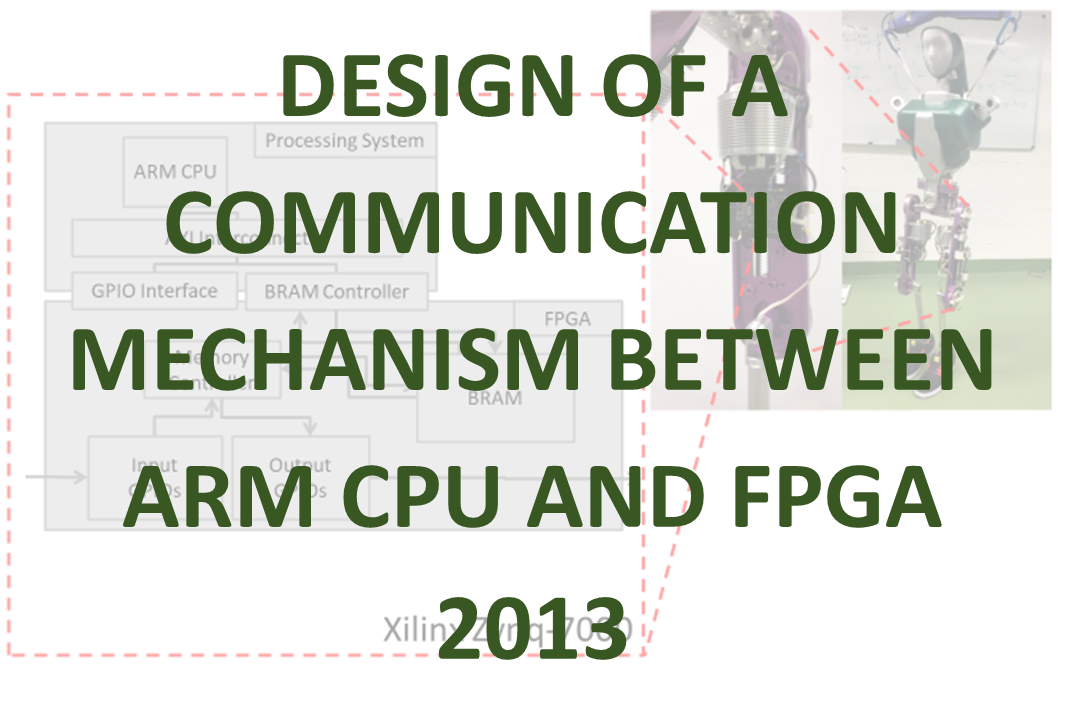 DESIGN OF A
COMMUNICATION
MECHANISM BETWEEN
ARM CPU AND FPGA
2013
Processing System
ARM CPU
AXI Interconnect
GPIO Interface
BRAM Controller
FPGA
Memory
Controller
BRAM
Input
GPIOs
Output
GPIOs
Xilinx Zynq-7000